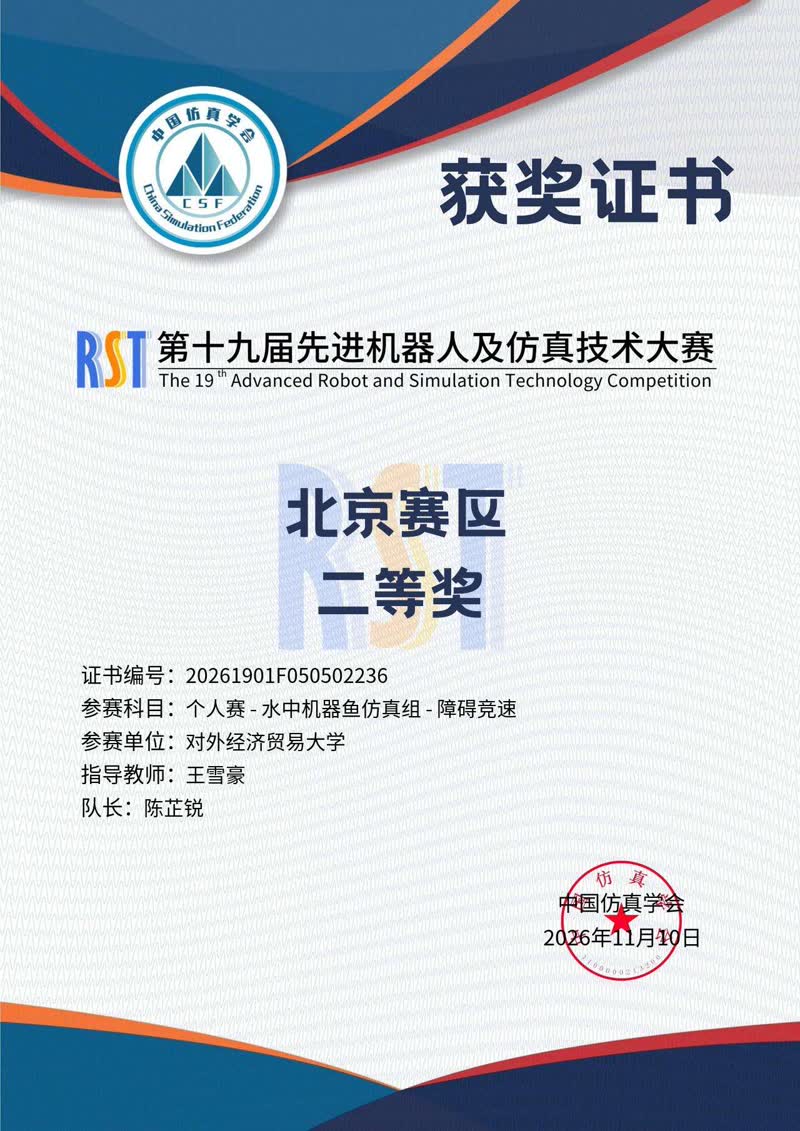 中国仿真学会
CSF
China Simulation Federation
获奖证书
RST 第十九届先进机器人及仿真技术大赛
The 19th Advanced Robot and Simulation Technology Competition
RST
北京赛区
二等奖
证书编号：20261901F050502236
参赛科目：个人赛 - 水中机器鱼仿真组 - 障碍竞速
参赛单位：对外经济贸易大学
指导教师：王雪豪
队长：陈芷锐
中国仿真学会
2026年11月10日
中国仿真学会